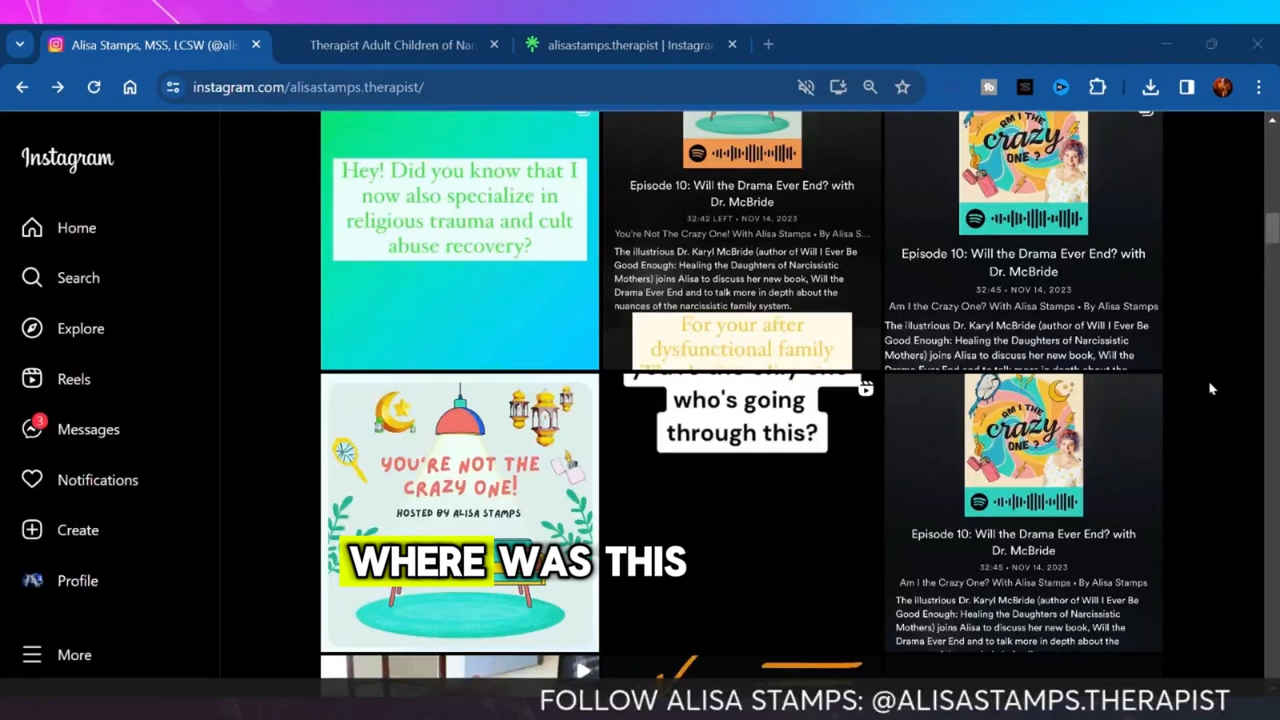 Alisa Stamps, MSS, LCSW (@alis
Therapist Adult Children of Nar
alisastamps.therapist | Instagra
instagram.com/alisastamps.therapist/
Instagram
Home
Search
Explore
Reels
3
Messages
Notifications
Create
Profile
More
Hey! Did you know that I
now also specialize in
religious trauma and cult
abuse recovery?
Episode 10: Will the Drama Ever End? with
Dr. McBride
32:42 LEFT • NOV 14, 2023
You're Not The Crazy One! With Alisa Stamps • By Alisa S...
The illustrious Dr. Karyl McBride (author of Will I Ever Be
Good Enough: Healing the Daughters of Narcissistic
Mothers) joins Alisa to discuss her new book, Will the
Drama Ever End and to talk more in depth about the
nuances of the narcissistic family system.
For your after
dysfunctional family
AM I THE
crazy
ONE?
Episode 10: Will the Drama Ever End? with
Dr. McBride
32:45 • NOV 14, 2023
Am I the Crazy One? With Alisa Stamps • By Alisa Stamps
The illustrious Dr. Karyl McBride (author of Will I Ever Be
Good Enough: Healing the Daughters of Narcissistic
Mothers) joins Alisa to discuss her new book, Will the
Drama Ever End and to talk more in depth about the
YOU'RE NOT THE
CRAZY ONE!
HOSTED BY ALISA STAMPS
WHERE WAS THIS
you're the only one
who's going
through this?
AM I THE
crazy
ONE?
Episode 10: Will the Drama Ever End? with
Dr. McBride
32:45 • NOV 14, 2023
Am I the Crazy One? With Alisa Stamps • By Alisa Stamps
The illustrious Dr. Karyl McBride (author of Will I Ever Be
Good Enough: Healing the Daughters of Narcissistic
Mothers) joins Alisa to discuss her new book, Will the
Drama Ever End and to talk more in depth about the
FOLLOW ALISA STAMPS: @ALISASTAMPS.THERAPIST